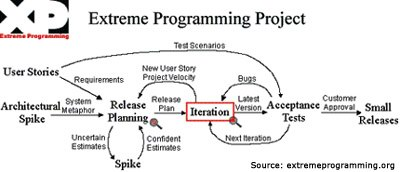 XP
Extreme Programming
Extreme Programming Project
Test Scenarios
User Stories
Requirements
New User Story
Project Velocity
Bugs
Architectural
Spike
System
Metaphor
Release
Planning
Release
Plan
Iteration
Latest
Version
Acceptance
Tests
Customer
Approval
Small
Releases
Uncertain
Estimates
Confident
Estimates
Next Iteration
Spike
Source: extremeprogramming.org